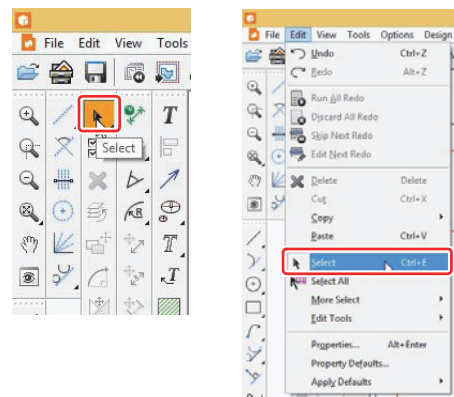 File Edit View Tools
T
Select
R
T
T
File Edit View Tools Options Design
Undo Ctrl+Z
Redo Alt+Z
Run All Redo
Discard All Redo
Skip Next Redo
Edit Next Redo
Delete Delete
Cut Ctrl+X
Copy
Paste Ctrl+V
Select Ctrl+E
Select All
More Select
Edit Tools
Properties... Alt+Enter
Property Defaults...
Apply Defaults